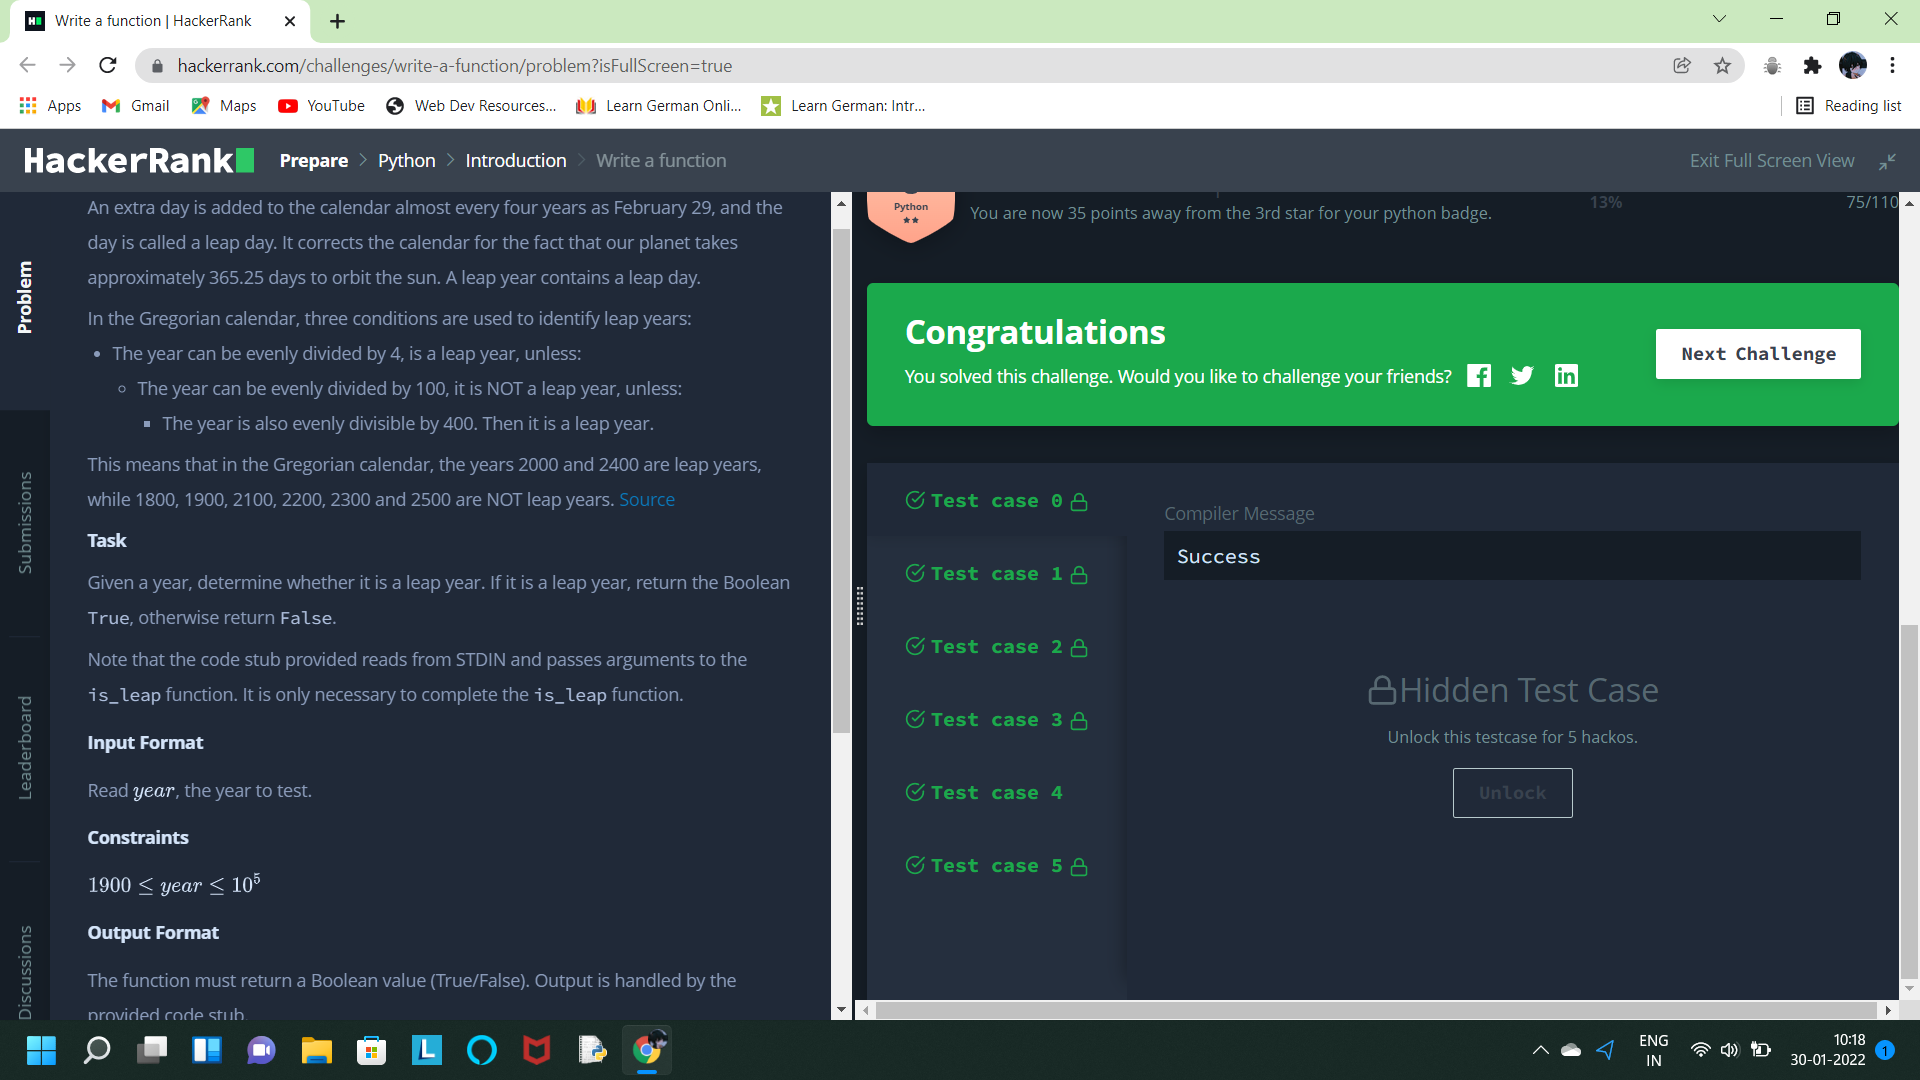 Write a function | HackerRank
hackerrank.com/challenges/write-a-function/problem?isFullScreen=true
Apps
Gmail
Maps
YouTube
Web Dev Resources...
Learn German Onli...
Learn German: Intr...
Reading list
HackerRank
Prepare
Python
Introduction
Write a function
Exit Full Screen View
Problem
Submissions
Leaderboard
Discussions
An extra day is added to the calendar almost every four years as February 29, and the
day is called a leap day. It corrects the calendar for the fact that our planet takes
approximately 365.25 days to orbit the sun. A leap year contains a leap day.
In the Gregorian calendar, three conditions are used to identify leap years:
• The year can be evenly divided by 4, is a leap year, unless:
○ The year can be evenly divided by 100, it is NOT a leap year, unless:
▪ The year is also evenly divisible by 400. Then it is a leap year.
This means that in the Gregorian calendar, the years 2000 and 2400 are leap years,
while 1800, 1900, 2100, 2200, 2300 and 2500 are NOT leap years. Source
Task
Given a year, determine whether it is a leap year. If it is a leap year, return the Boolean
True, otherwise return False.
Note that the code stub provided reads from STDIN and passes arguments to the
is_leap function. It is only necessary to complete the is_leap function.
Input Format
Read year, the year to test.
Constraints
1900 ≤ year ≤ 10⁵
Output Format
The function must return a Boolean value (True/False). Output is handled by the
provided code stub.
Python
You are now 35 points away from the 3rd star for your python badge.
13%
75/110
Congratulations
You solved this challenge. Would you like to challenge your friends?
Next Challenge
Test case 0
Test case 1
Test case 2
Test case 3
Test case 4
Test case 5
Compiler Message
Success
Hidden Test Case
Unlock this testcase for 5 hackos.
Unlock
ENG
IN
10:18
30-01-2022
1